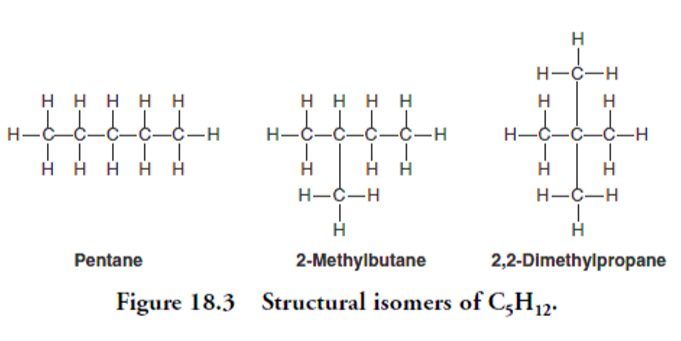 H
H–C–H
H H H H H H H H H H H
H–C–C–C–C–C–H H–C–C–C–C–H H–C–C–C–H
H H H H H H H H H H
H–C–H H–C–H
H H
Pentane 2-Methylbutane 2,2-Dimethylpropane
Figure 18.3 Structural isomers of C₅H₁₂.